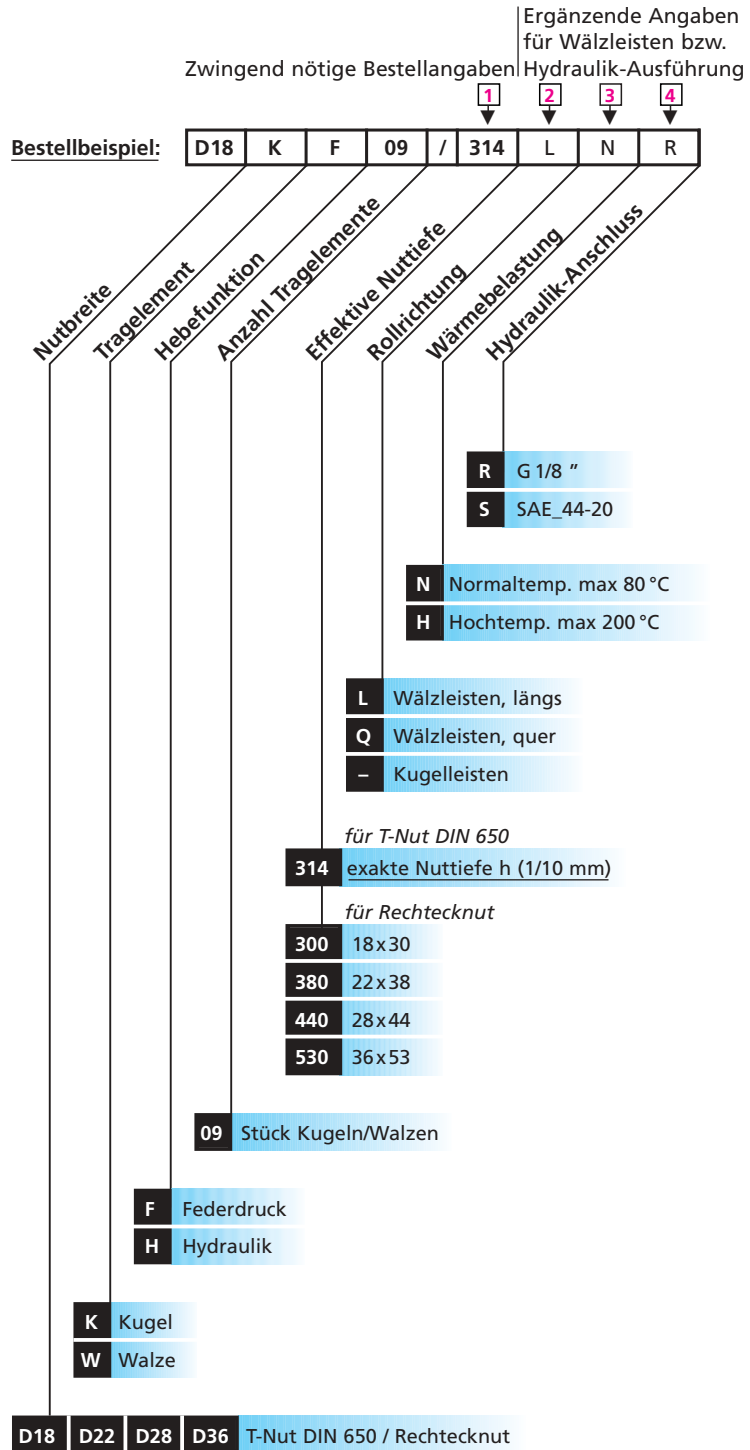 Ergänzende Angaben
für Wälzleisten bzw.
Zwingend nötige Bestellangaben Hydraulik-Ausführung
1 2 3 4
Bestellbeispiel: D18 K F 09 / 314 L N R
Nutbreite
Tragelement
Hebefunktion
Anzahl Tragelemente
Effektive Nuttiefe
Rollrichtung
Wärmebelastung
Hydraulik-Anschluss
R G 1/8 ”
S SAE_44-20
N Normaltemp. max 80 °C
H Hochtemp. max 200 °C
L Wälzleisten, längs
Q Wälzleisten, quer
– Kugelleisten
für T-Nut DIN 650
314 exakte Nuttiefe h (1/10 mm)
für Rechtecknut
300 18 x 30
380 22 x 38
440 28 x 44
530 36 x 53
09 Stück Kugeln/Walzen
F Federdruck
H Hydraulik
K Kugel
W Walze
D18 D22 D28 D36 T-Nut DIN 650 / Rechtecknut